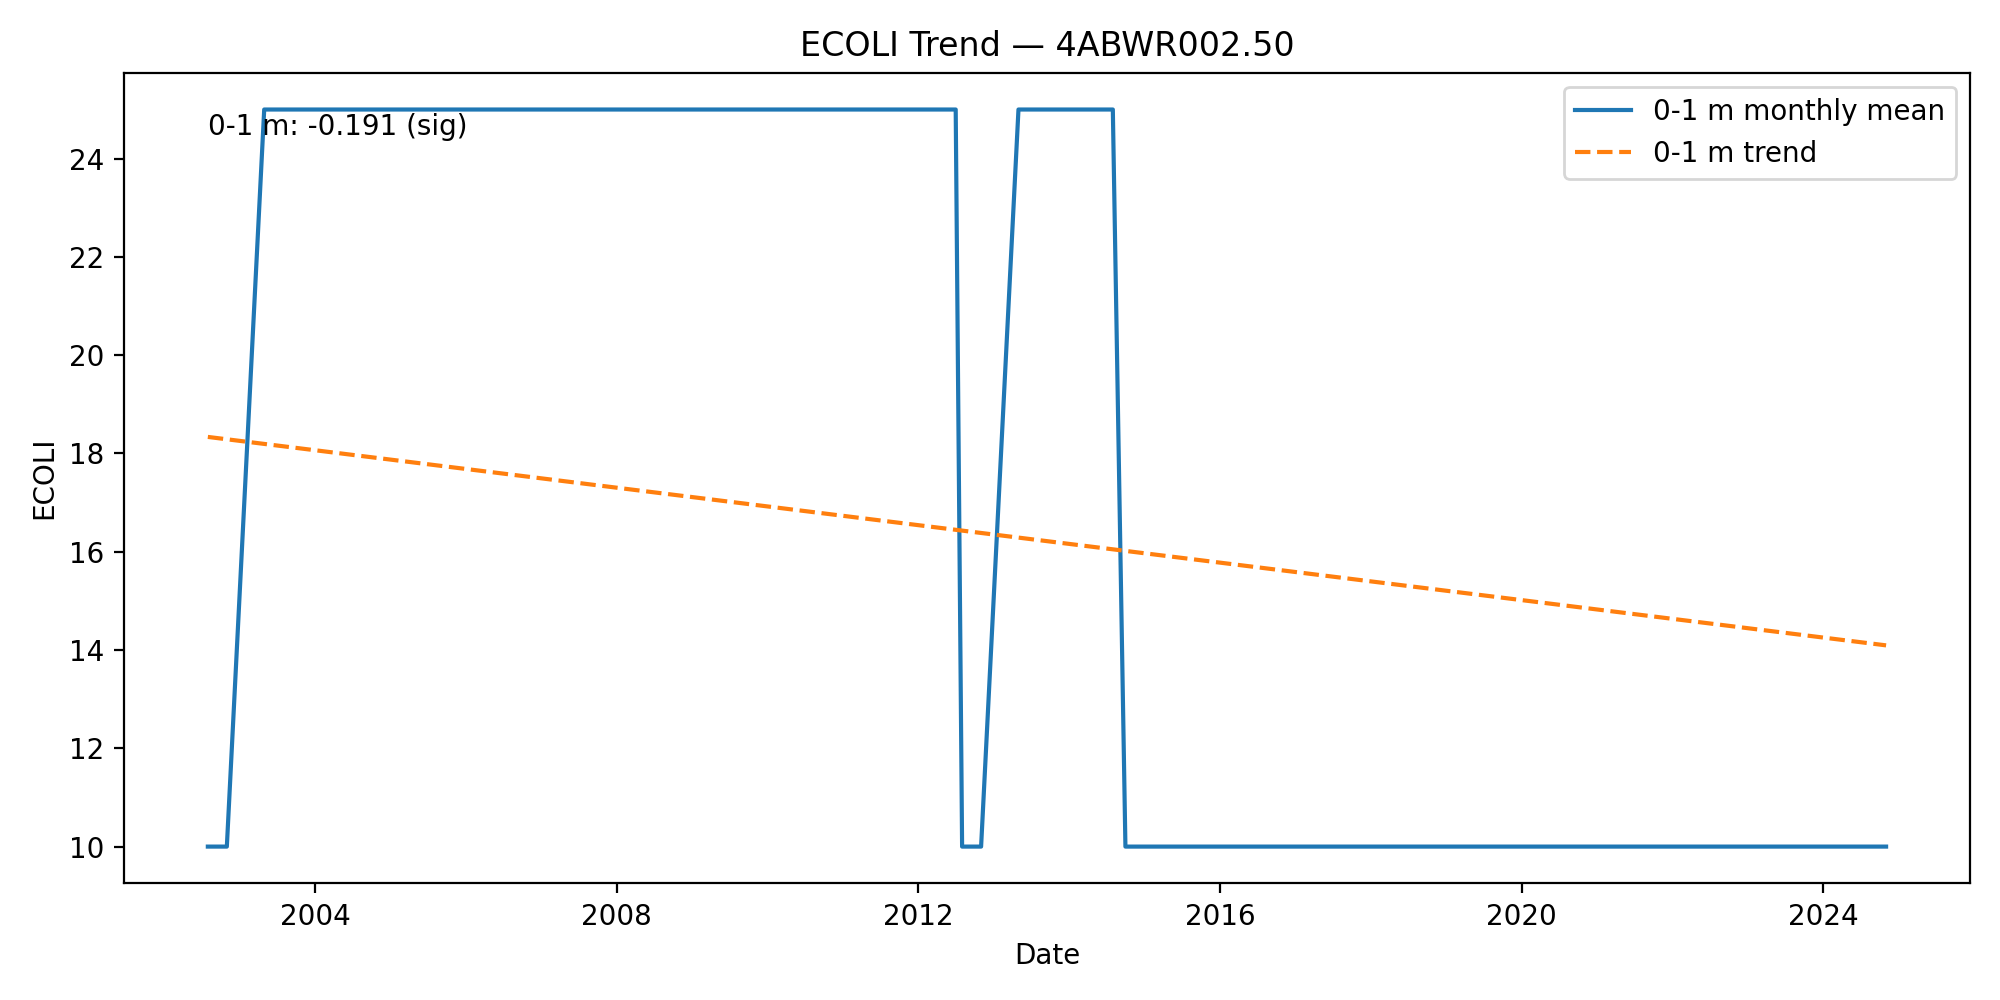 ECOLI Trend — 4ABWR002.50
0-1 m: -0.191 (sig)
0-1 m monthly mean
0-1 m trend
ECOLI
24
22
20
18
16
14
12
10
2004 2008 2012 2016 2020 2024
Date